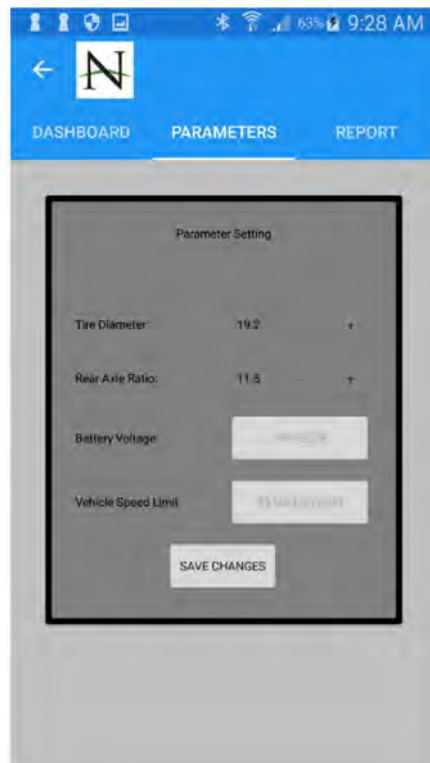 63% 9:28 AM
N
DASHBOARD PARAMETERS REPORT
Parameter Setting
Tire Diameter: 19.2 - +
Rear Axle Ratio: 11.5 - +
Battery Voltage
Vehicle Speed Limit
SAVE CHANGES